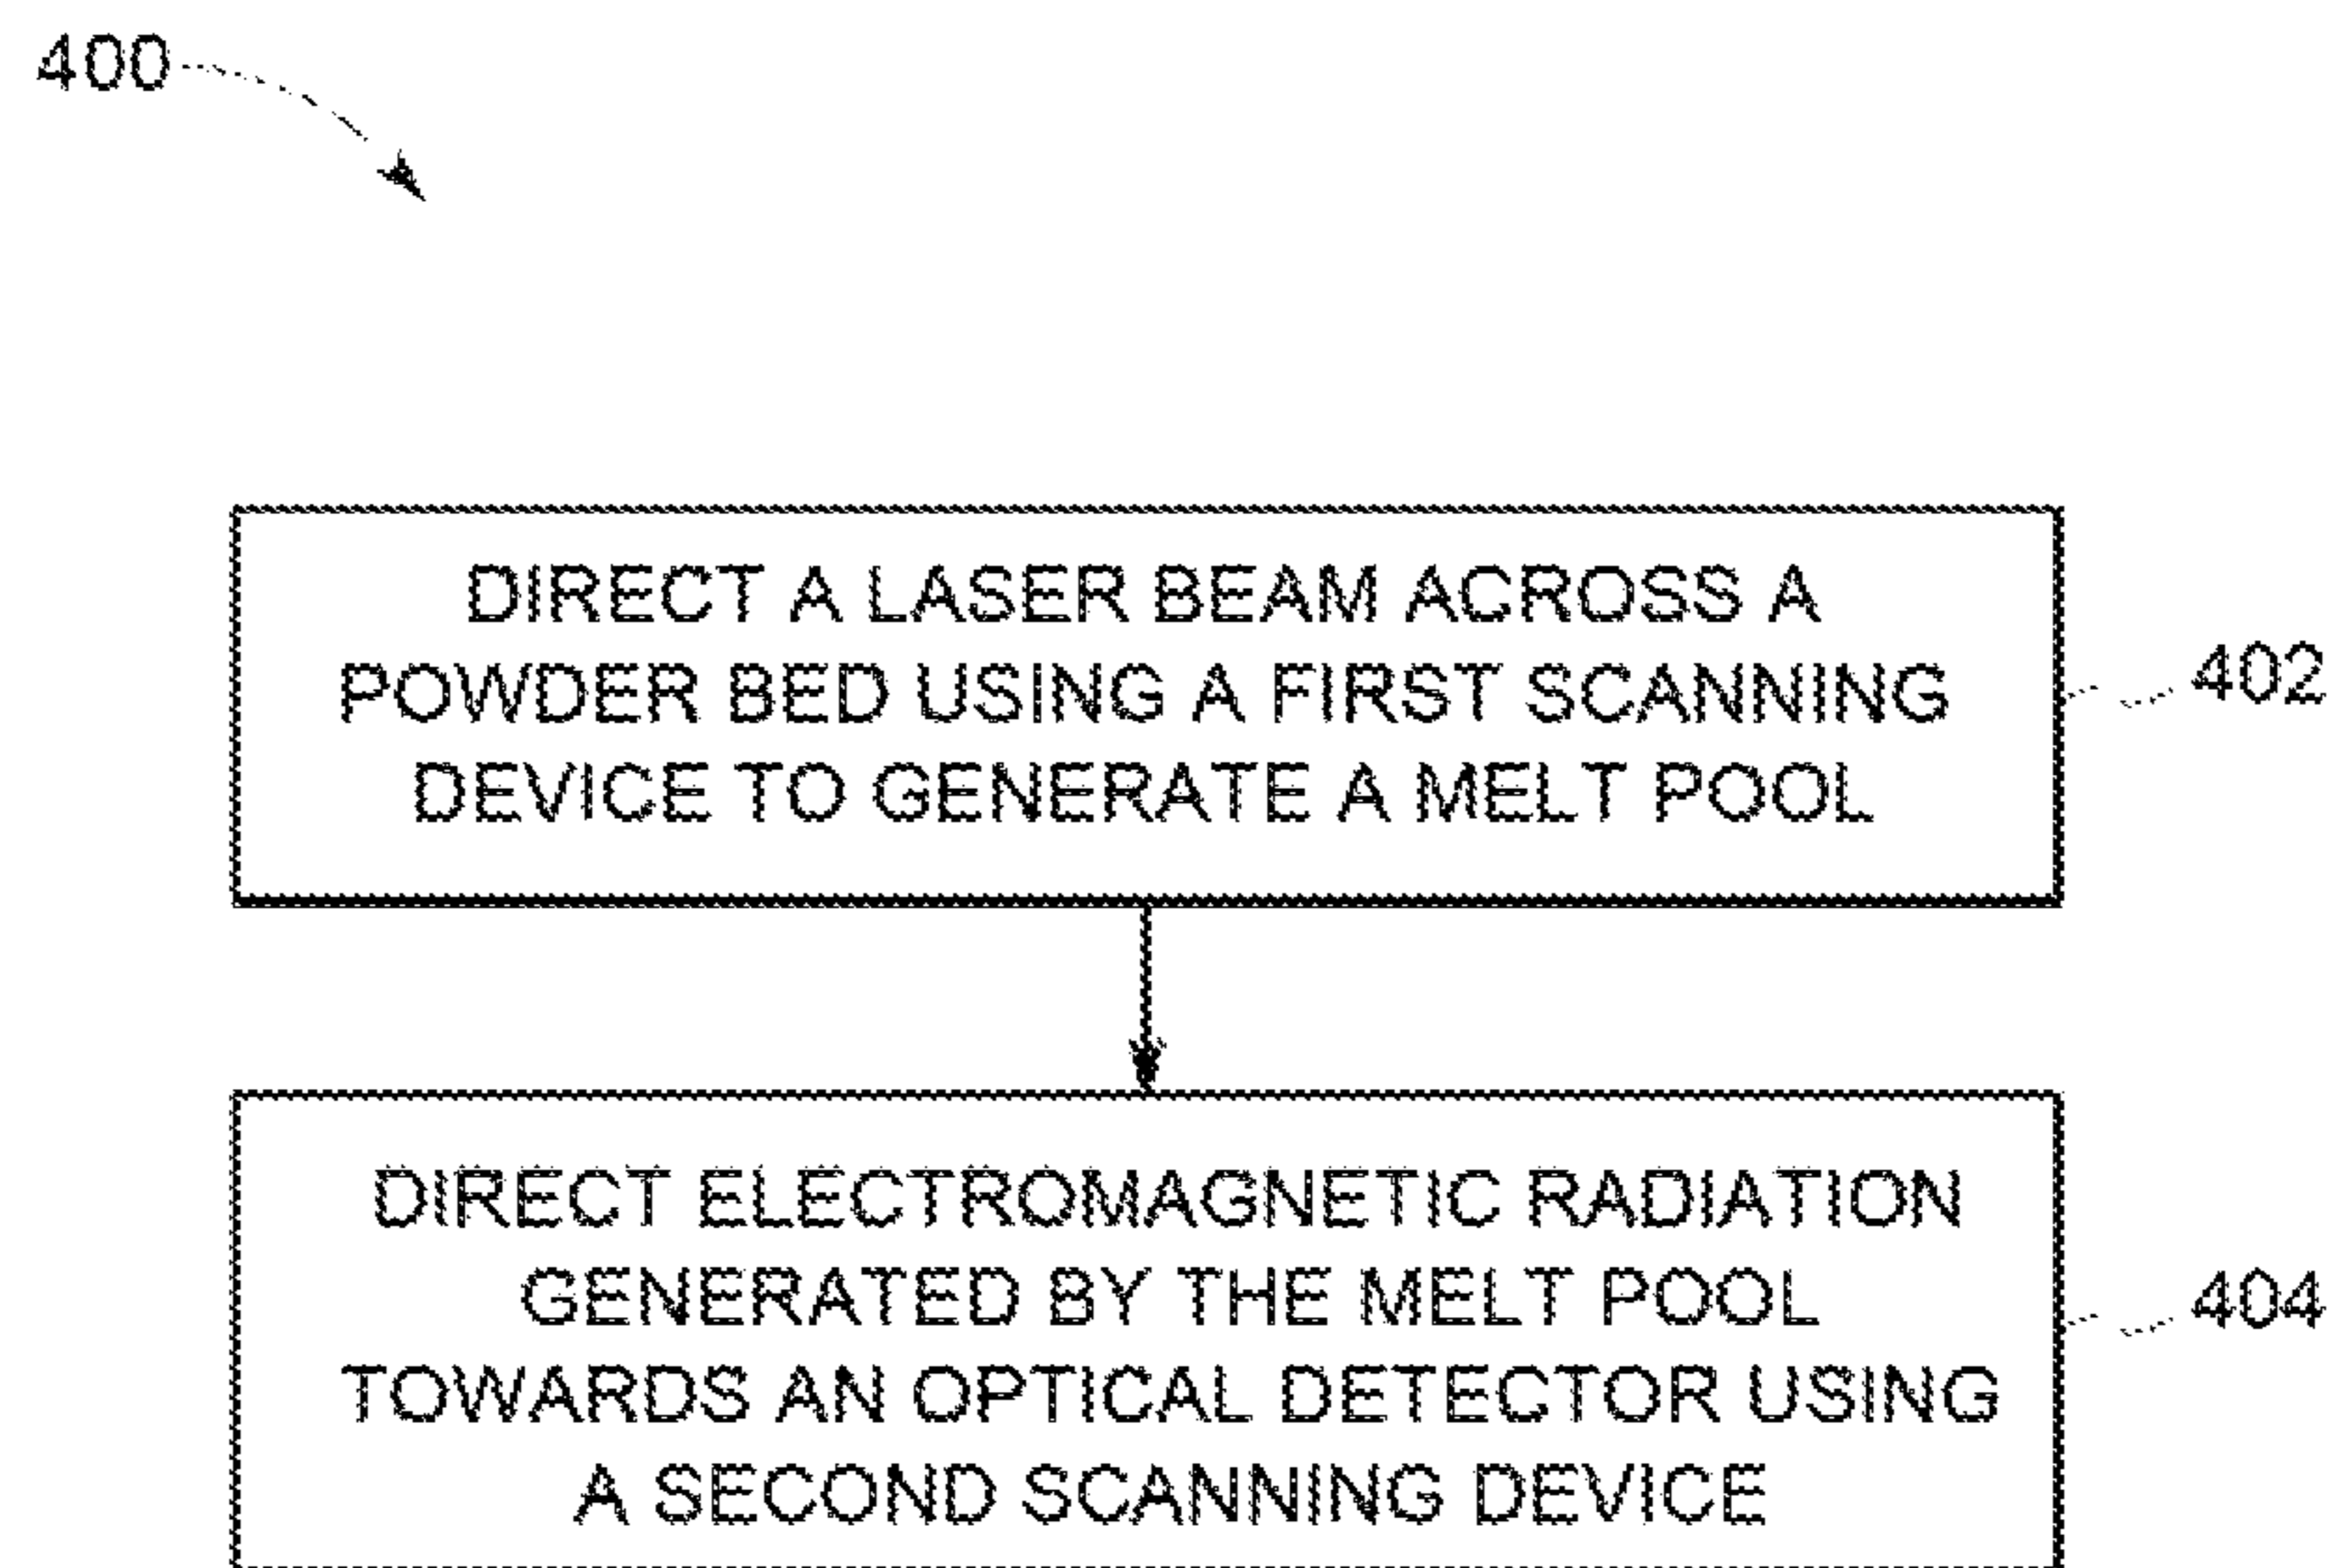 400
DIRECT A LASER BEAM ACROSS A
POWDER BED USING A FIRST SCANNING
DEVICE TO GENERATE A MELT POOL
402
DIRECT ELECTROMAGNETIC RADIATION
GENERATED BY THE MELT POOL
TOWARDS AN OPTICAL DETECTOR USING
A SECOND SCANNING DEVICE
404